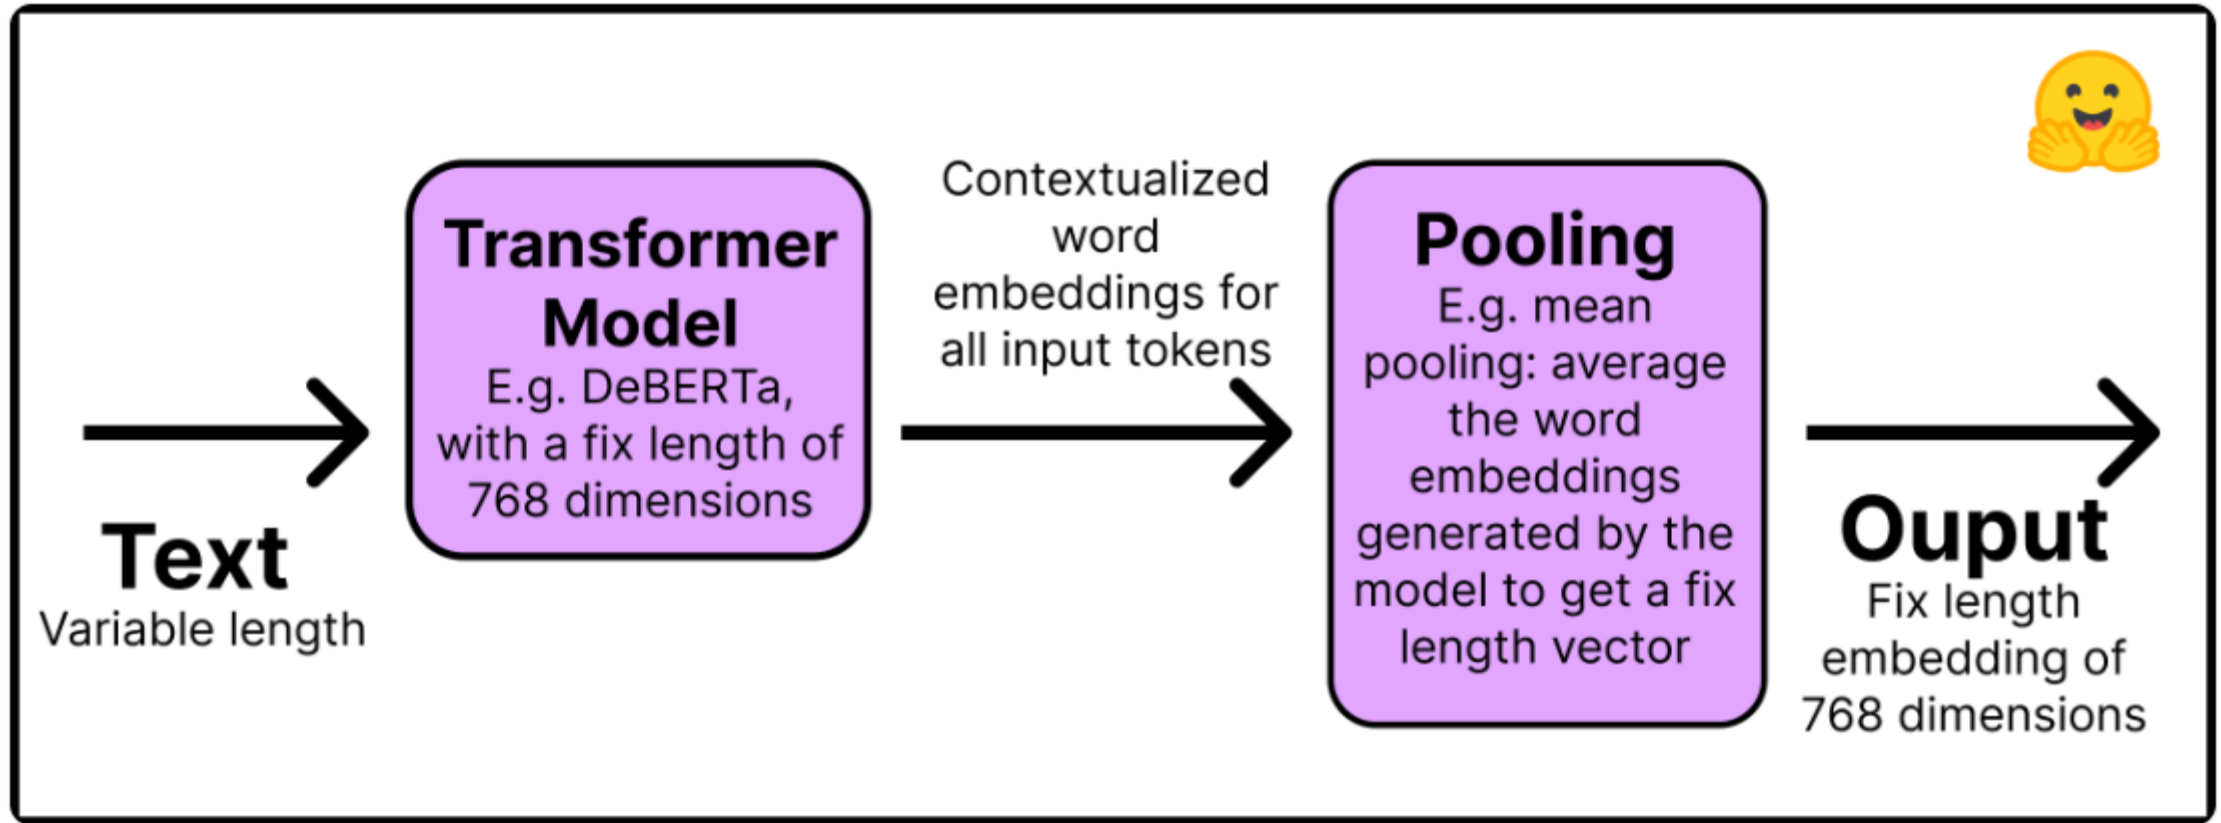 Text
Variable length
Transformer
Model
E.g. DeBERTa,
with a fix length of
768 dimensions
Contextualized
word
embeddings for
all input tokens
Pooling
E.g. mean
pooling: average
the word
embeddings
generated by the
model to get a fix
length vector
Ouput
Fix length
embedding of
768 dimensions